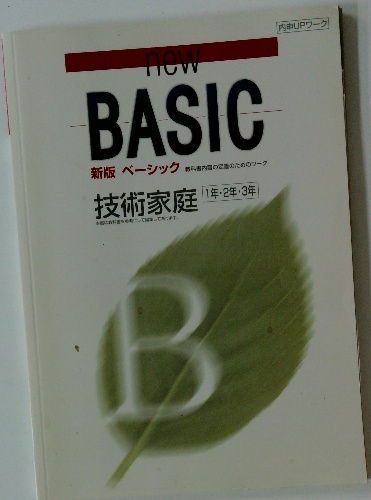 内申UPワーク
new
BASIC
新版 ベーシック 教科書内容の定着のためのワーク
技術家庭 1年・2年・3年
B